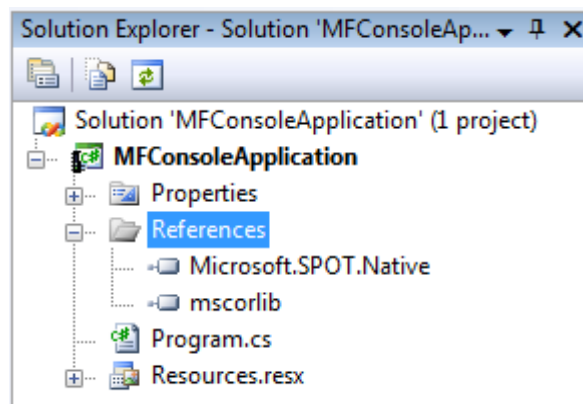 Solution Explorer - Solution 'MFConsoleAp...
Solution 'MFConsoleApplication' (1 project)
MFConsoleApplication
Properties
References
Microsoft.SPOT.Native
mscorlib
Program.cs
Resources.resx